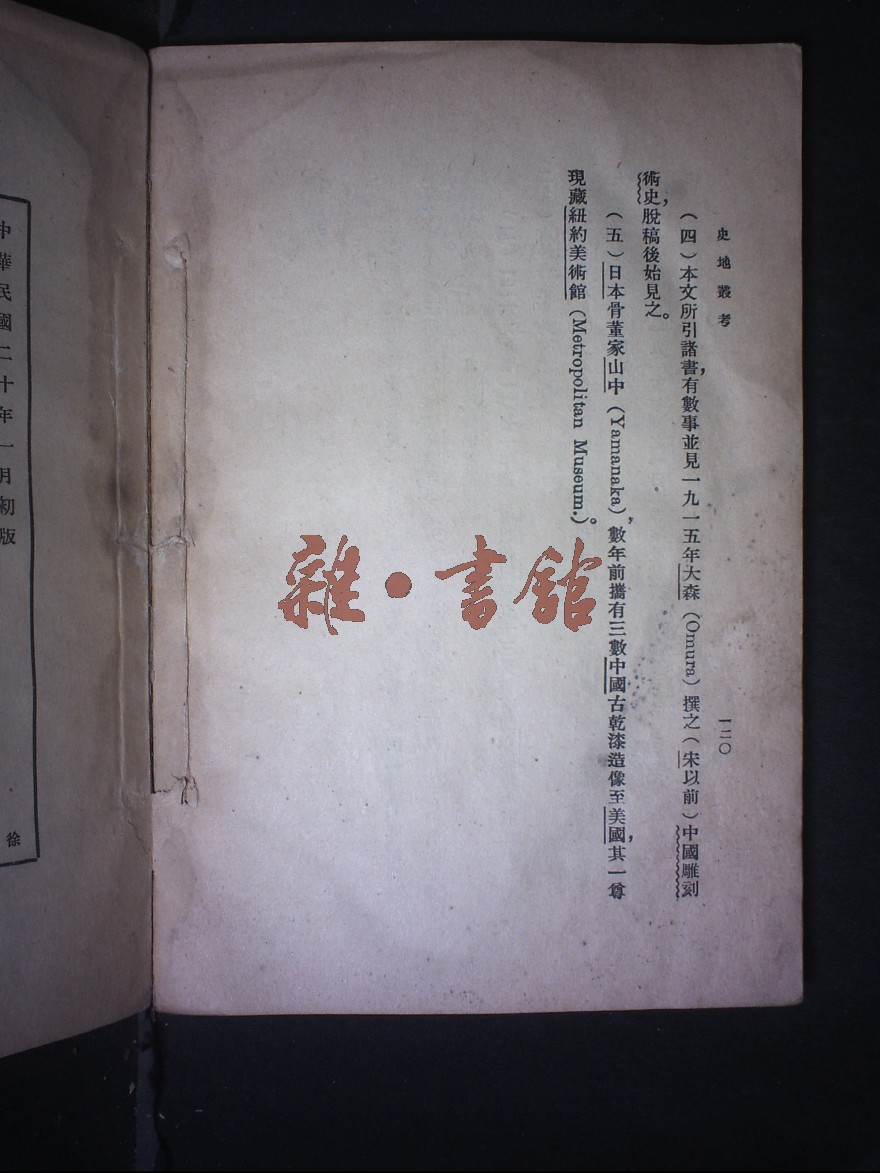 史地叢考
一二〇
(四)本文所引諸書,有數事並見一九一五年大森(Omura)撰之(宋以前)中國雕刻
術史,脫稿後始見之。
(五)日本骨董家山中(Yamanaka),數年前攜有三數中國古乾漆造像至美國,其一尊
現藏紐約美術館(Metropolitan Museum.)。
雜·書館
中華民國二十年一月初版
徐